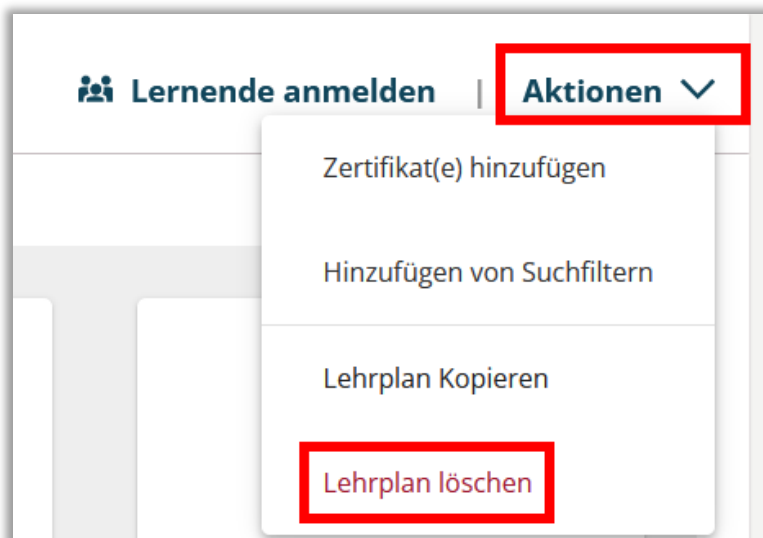 Lernende anmelden | Aktionen
Zertifikat(e) hinzufügen
Hinzufügen von Suchfiltern
Lehrplan Kopieren
Lehrplan löschen